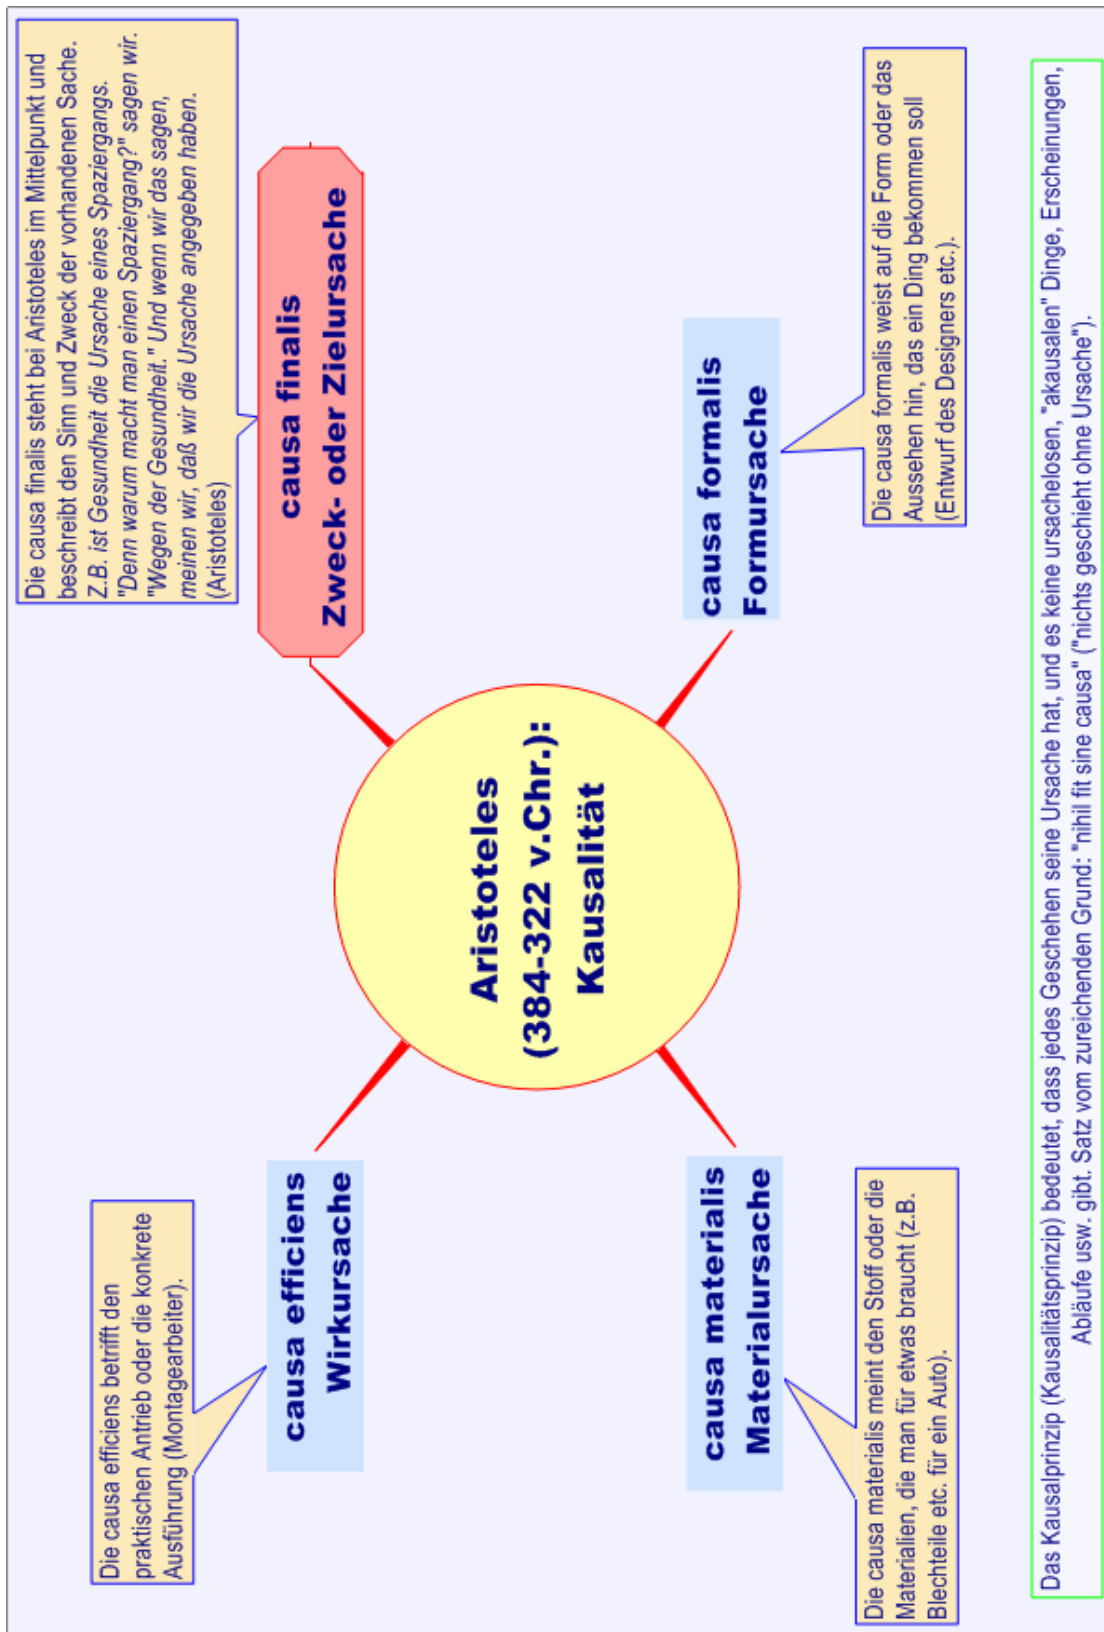 Die causa efficiens betrifft den
praktischen Antrieb oder die konkrete
Ausführung (Montagearbeiter).
causa efficiens
Wirkursache
Die causa finalis steht bei Aristoteles im Mittelpunkt und
beschreibt den Sinn und Zweck der vorhandenen Sache.
Z.B. ist Gesundheit die Ursache eines Spaziergangs.
"Denn warum macht man einen Spaziergang?" sagen wir.
"Wegen der Gesundheit." Und wenn wir das sagen,
meinen wir, daß wir die Ursache angegeben haben.
(Aristoteles)
causa finalis
Zweck- oder Zielursache
Aristoteles
(384-322 v.Chr.):
Kausalität
causa materialis
Materialursache
Die causa materialis meint den Stoff oder die
Materialien, die man für etwas braucht (z.B.
Blechteile etc. für ein Auto).
causa formalis
Formursache
Die causa formalis weist auf die Form oder das
Aussehen hin, das ein Ding bekommen soll
(Entwurf des Designers etc.).
Das Kausalprinzip (Kausalitätsprinzip) bedeutet, dass jedes Geschehen seine Ursache hat, und es keine ursachelosen, "akausalen" Dinge, Erscheinungen,
Abläufe usw. gibt. Satz vom zureichenden Grund: "nihil fit sine causa" ("nichts geschieht ohne Ursache").